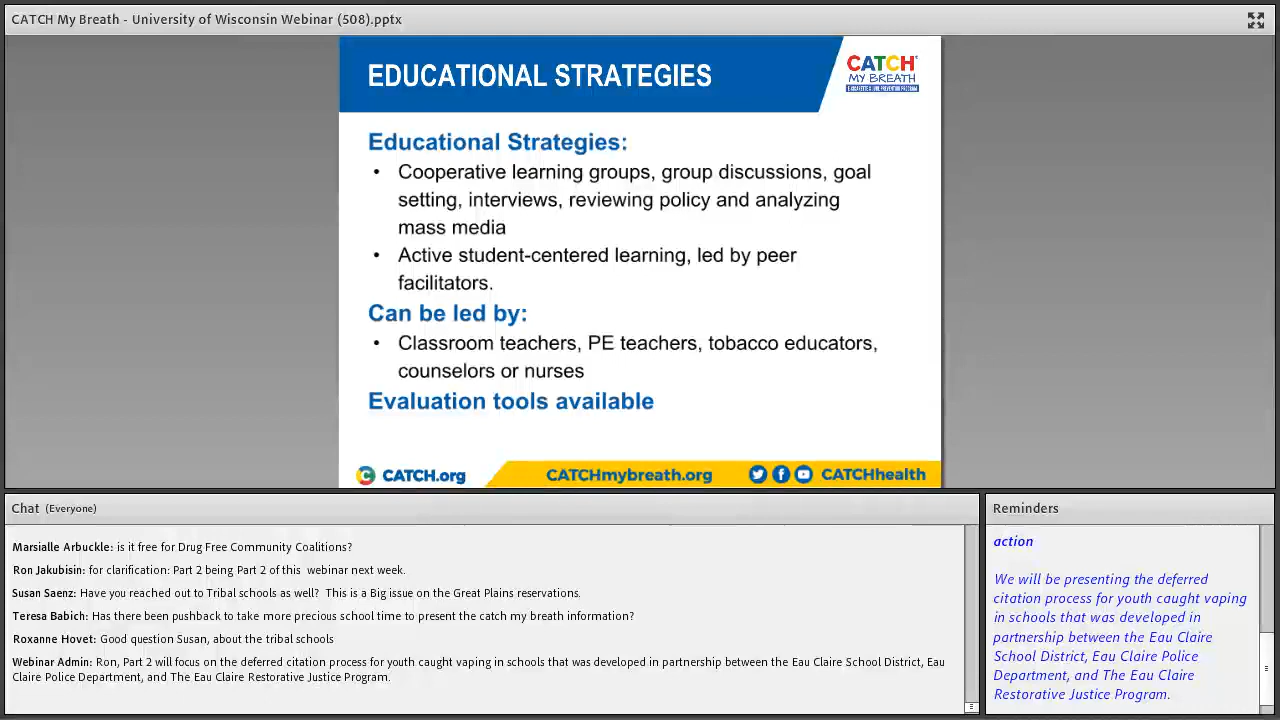 CATCH My Breath - University of Wisconsin Webinar (508).pptx
EDUCATIONAL STRATEGIES
CATCH
MY BREATH
Educational Strategies:
• Cooperative learning groups, group discussions, goal
setting, interviews, reviewing policy and analyzing
mass media
• Active student-centered learning, led by peer
facilitators.
Can be led by:
• Classroom teachers, PE teachers, tobacco educators,
counselors or nurses
Evaluation tools available
CATCH.org
CATCHmybreath.org
CATCHhealth
Chat (Everyone)
Marsialle Arbuckle: is it free for Drug Free Community Coalitions?
Ron Jakubisin: for clarification: Part 2 being Part 2 of this webinar next week.
Susan Saenz: Have you reached out to Tribal schools as well? This is a Big issue on the Great Plains reservations.
Teresa Babich: Has there been pushback to take more precious school time to present the catch my breath information?
Roxanne Hovet: Good question Susan, about the tribal schools
Webinar Admin: Ron, Part 2 will focus on the deferred citation process for youth caught vaping in schools that was developed in partnership between the Eau Claire School District, Eau
Claire Police Department, and The Eau Claire Restorative Justice Program.
Reminders
action
We will be presenting the deferred
citation process for youth caught vaping
in schools that was developed in
partnership between the Eau Claire
School District, Eau Claire Police
Department, and The Eau Claire
Restorative Justice Program.